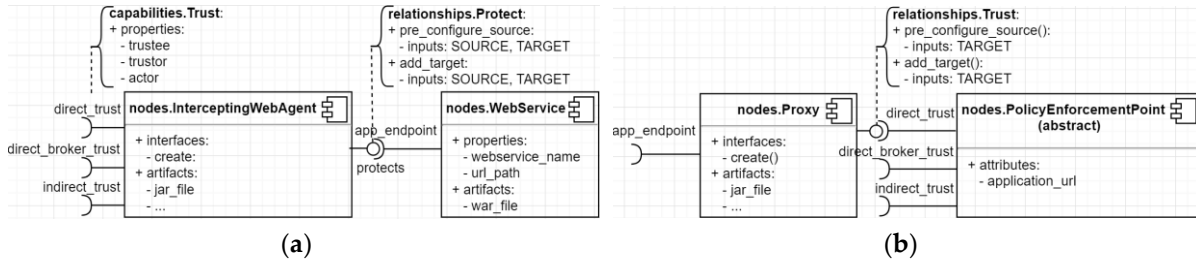 capabilities.Trust:
+ properties:
- trustee
- trustor
- actor
relationships.Protect:
+ pre_configure_source:
- inputs: SOURCE, TARGET
+ add_target:
- inputs: SOURCE, TARGET
direct_trust
direct_broker_trust
indirect_trust
nodes.InterceptingWebAgent
+ interfaces:
- create:
+ artifacts:
- jar_file
- ...
app_endpoint
protects
nodes.WebService
+ properties:
- webservice_name
- url_path
+ artifacts:
- war_file
(a)
relationships.Trust:
+ pre_configure_source():
- inputs: TARGET
+ add_target():
- inputs: TARGET
app_endpoint
nodes.Proxy
+ interfaces:
- create()
+ artifacts:
- jar_file
- ...
direct_trust
direct_broker_trust
indirect_trust
nodes.PolicyEnforcementPoint
(abstract)
+ attributes:
- application_url
(b)